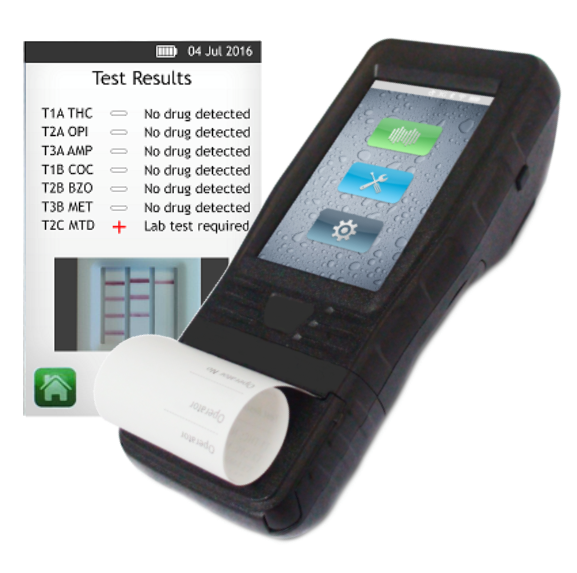 04 Jul 2016
Test Results
T1A THC No drug detected
T2A OPI No drug detected
T3A AMP No drug detected
T1B COC No drug detected
T2B BZO No drug detected
T3B MET No drug detected
T2C MTD + Lab test required
Operator
Operator